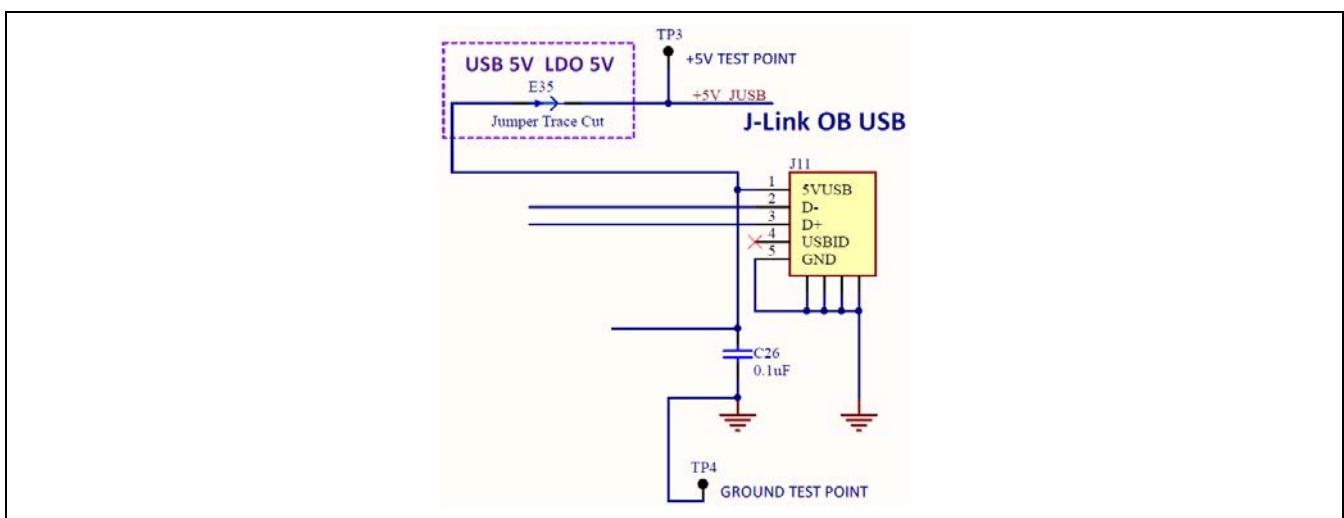 TP3
+5V TEST POINT
USB 5V LDO 5V
E35
Jumper Trace Cut
+5V_JUSB
J-Link OB USB
J11
1 5VUSB
2 D-
3 D+
4 USBID
5 GND
C26
0.1uF
TP4
GROUND TEST POINT